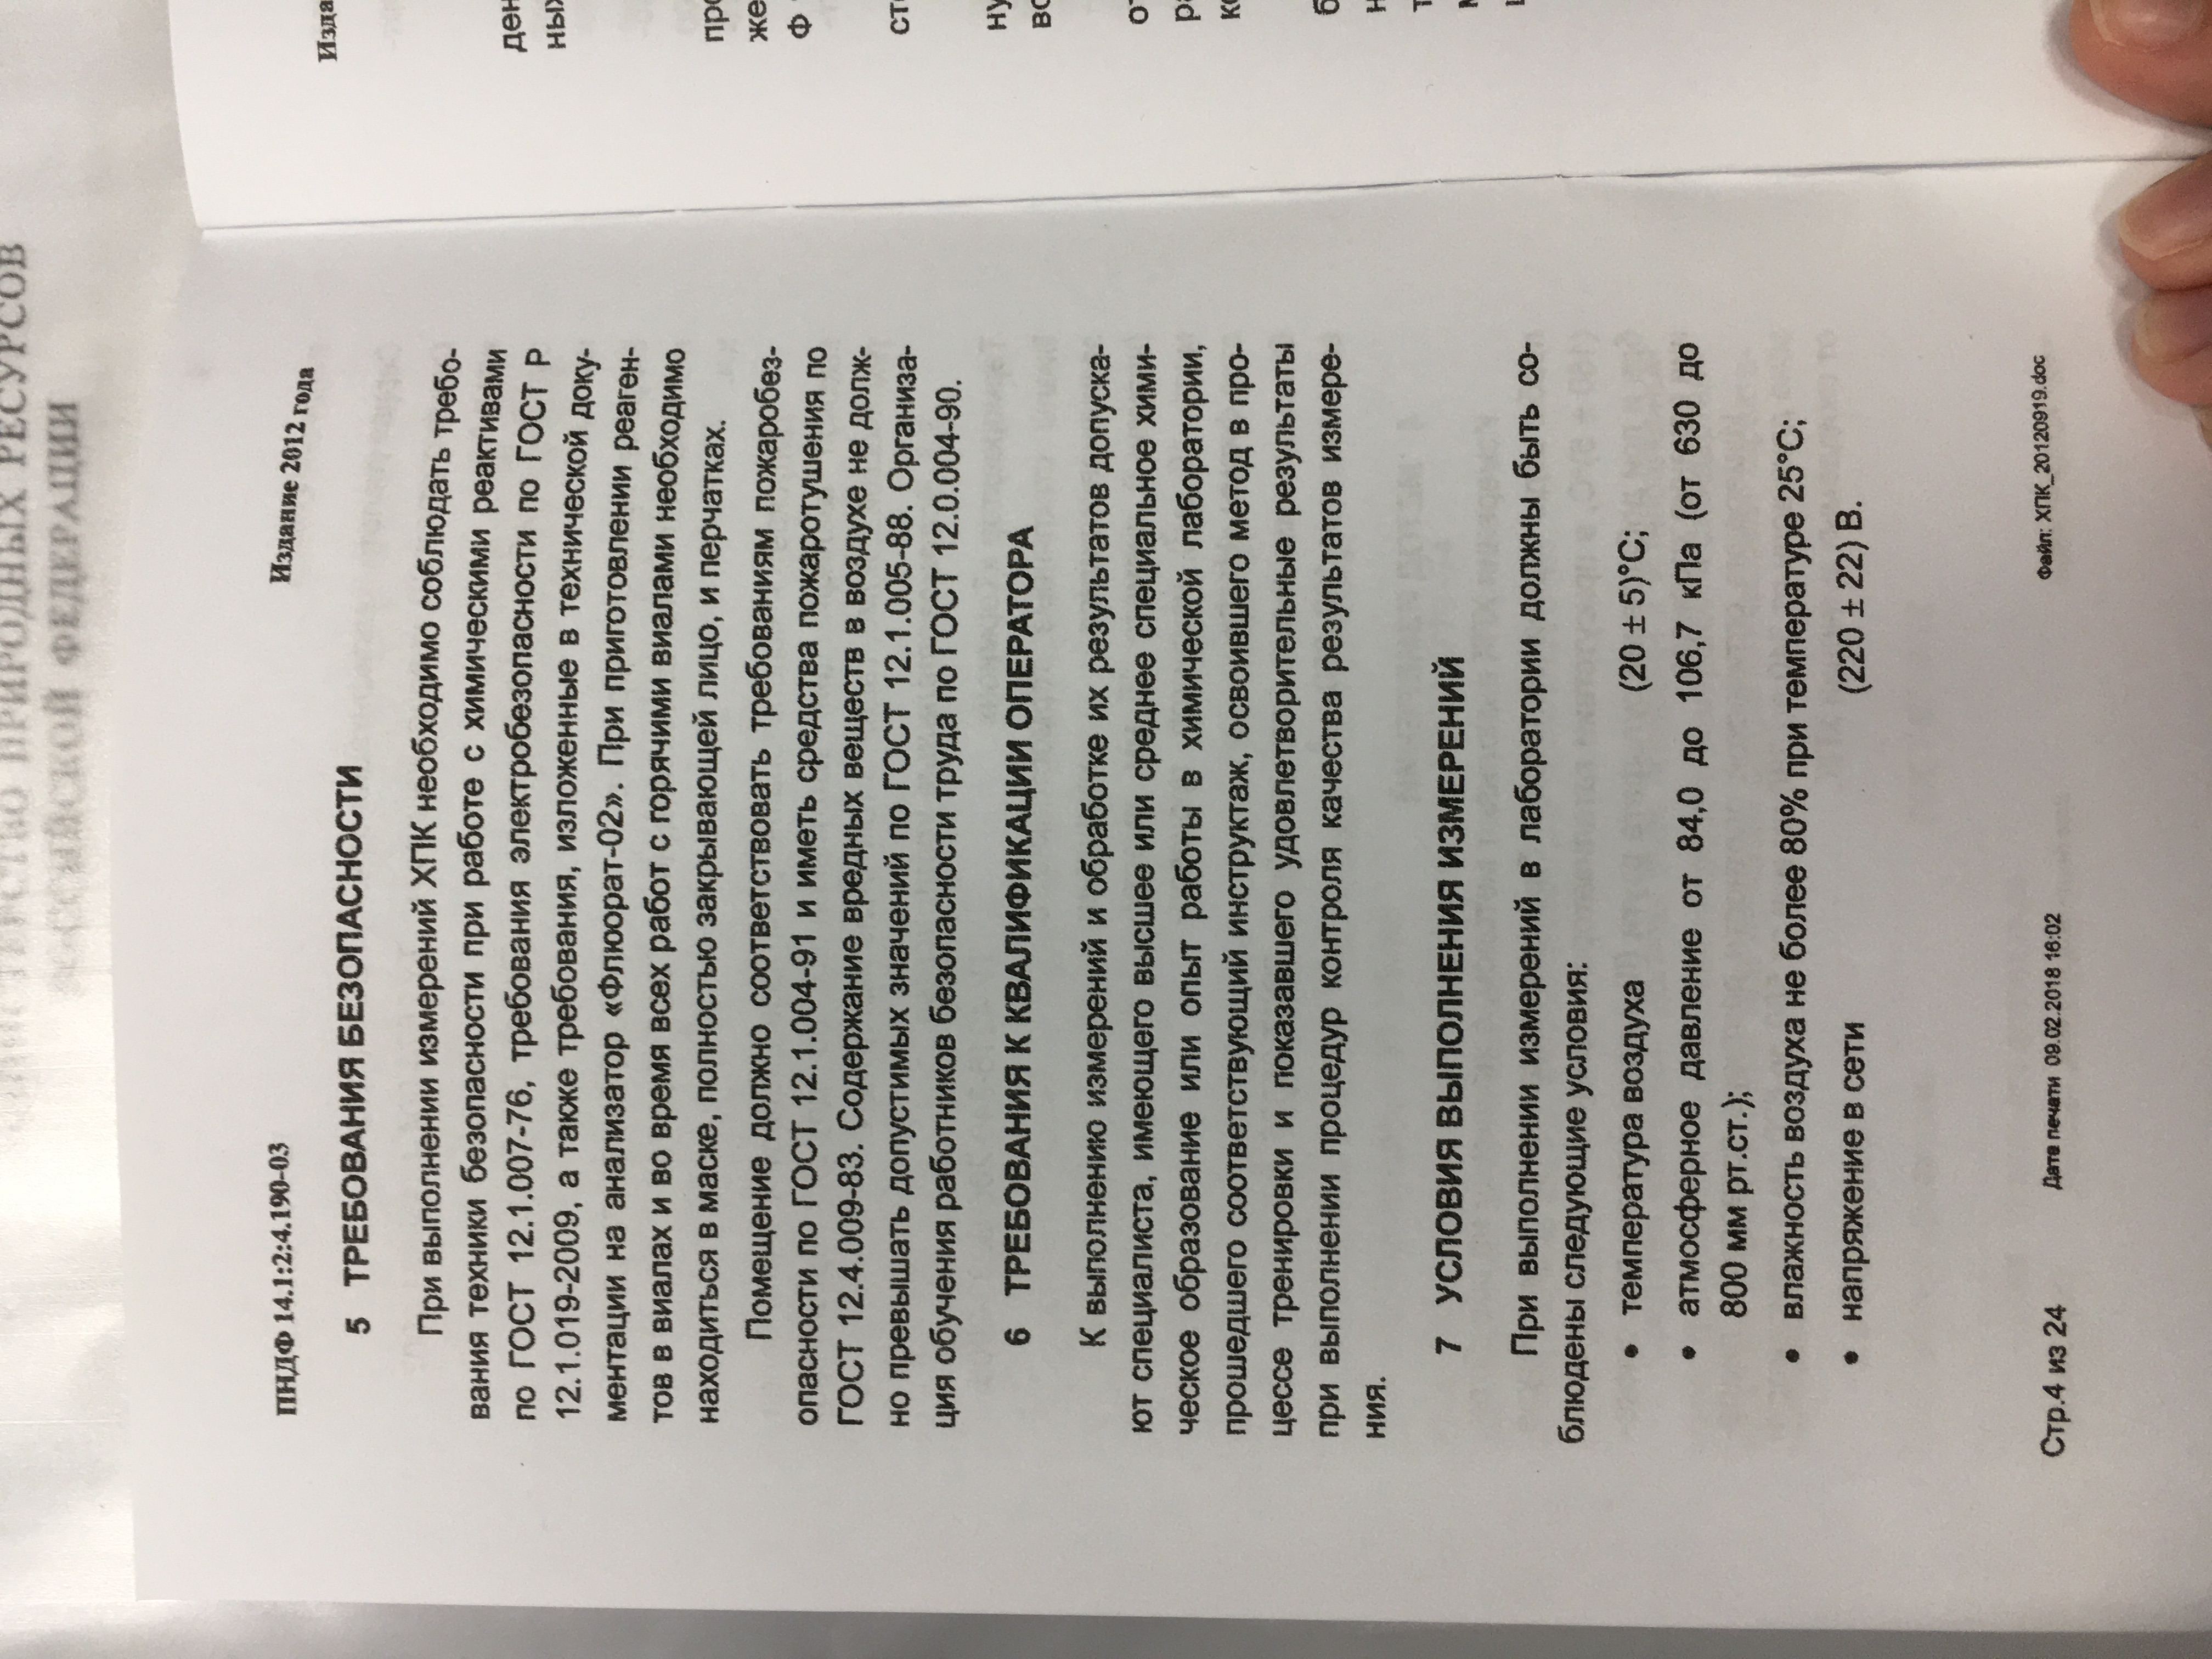 МИНИСТЕРСТВО ПРИРОДНЫХ РЕСУРСОВ
РОССИЙСКОЙ ФЕДЕРАЦИИ
ПНДФ 14.1:2:4.190-03 Издание 2012 года
5 ТРЕБОВАНИЯ БЕЗОПАСНОСТИ
При выполнении измерений ХПК необходимо соблюдать требо-
вания техники безопасности при работе с химическими реактивами
по ГОСТ 12.1.007-76, требования электробезопасности по ГОСТ Р
12.1.019-2009, а также требования, изложенные в технической доку-
ментации на анализатор «Флюорат-02». При приготовлении реаген-
тов в виалах и во время всех работ с горячими виалами необходимо
находиться в маске, полностью закрывающей лицо, и перчатках.
Помещение должно соответствовать требованиям пожаробез-
опасности по ГОСТ 12.1.004-91 и иметь средства пожаротушения по
ГОСТ 12.4.009-83. Содержание вредных веществ в воздухе не долж-
но превышать допустимых значений по ГОСТ 12.1.005-88. Организа-
ция обучения работников безопасности труда по ГОСТ 12.0.004-90.
6 ТРЕБОВАНИЯ К КВАЛИФИКАЦИИ ОПЕРАТОРА
К выполнению измерений и обработке их результатов допуска-
ют специалиста, имеющего высшее или среднее специальное хими-
ческое образование или опыт работы в химической лаборатории,
прошедшего соответствующий инструктаж, освоившего метод в про-
цессе тренировки и показавшего удовлетворительные результаты
при выполнении процедур контроля качества результатов измере-
ния.
7 УСЛОВИЯ ВЫПОЛНЕНИЯ ИЗМЕРЕНИЙ
При выполнении измерений в лаборатории должны быть со-
блюдены следующие условия:
• температура воздуха (20 ± 5)°С;
• атмосферное давление от 84,0 до 106,7 кПа (от 630 до
800 мм рт.ст.);
• влажность воздуха не более 80% при температуре 25°С;
• напряжение в сети (220 ± 22) В.
Стр.4 из 24 Дата печати 09.02.2018 16:02 Файл: ХПК_20120919.doc